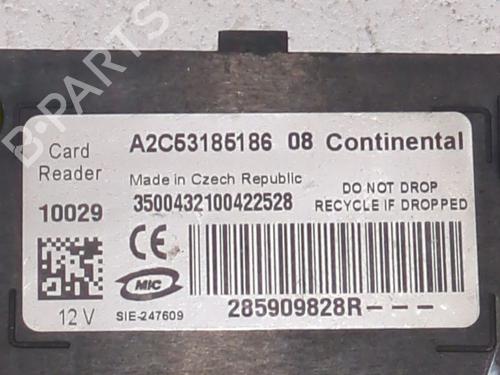 A2C53185186 08 Continental
Card
Reader
Made in Czech Republic
10029
3500432100422528
DO NOT DROP
RECYCLE IF DROPPED
CE
MIC
12 V
SIE-247609
285909828R---
B-PARTS